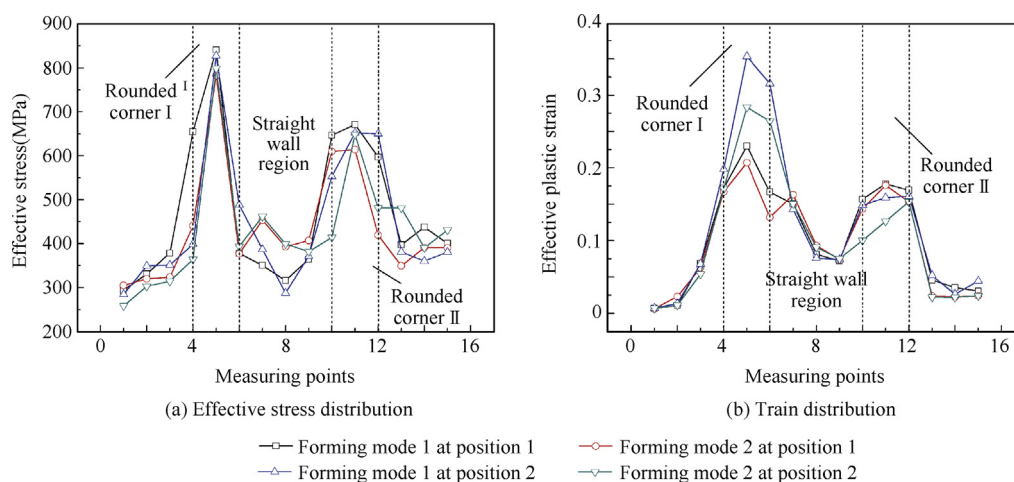 900
800
700
600
500
400
300
200
Effective stress(MPa)
Rounded I
corner I
Straight
wall
region
Rounded
corner II
0
4
8
12
16
Measuring points
(a) Effective stress distribution
0.4
0.3
0.2
0.1
0
Effective plastic strain
Rounded
corner I
Rounded
corner II
Straight wall
region
0
4
8
12
16
Measuring points
(b) Train distribution
Forming mode 1 at position 1
Forming mode 2 at position 1
Forming mode 1 at position 2
Forming mode 2 at position 2